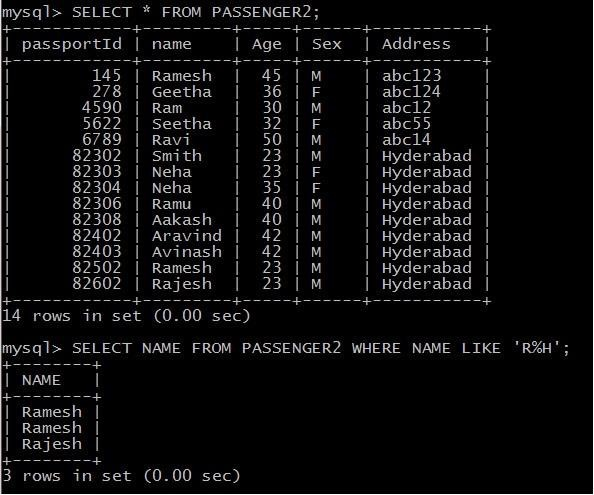 mysql> SELECT * FROM PASSENGER2;
+------------+---------+-----+------+-----------+
| passportId | name    | Age | Sex  | Address   |
+------------+---------+-----+------+-----------+
|        145 | Ramesh  |  45 | M    | abc123    |
|        278 | Geetha  |  36 | F    | abc124    |
|       4590 | Ram     |  30 | M    | abc12     |
|       5622 | Seetha  |  32 | F    | abc55     |
|       6789 | Ravi    |  50 | M    | abc14     |
|      82302 | Smith   |  23 | M    | Hyderabad |
|      82303 | Neha    |  23 | F    | Hyderabad |
|      82304 | Neha    |  35 | F    | Hyderabad |
|      82306 | Ramu    |  40 | M    | Hyderabad |
|      82308 | Aakash  |  40 | M    | Hyderabad |
|      82402 | Aravind |  42 | M    | Hyderabad |
|      82403 | Avinash |  42 | M    | Hyderabad |
|      82502 | Ramesh  |  23 | M    | Hyderabad |
|      82602 | Rajesh  |  23 | M    | Hyderabad |
+------------+---------+-----+------+-----------+
14 rows in set (0.00 sec)
mysql> SELECT NAME FROM PASSENGER2 WHERE NAME LIKE 'R%H';
+--------+
| NAME   |
+--------+
| Ramesh |
| Ramesh |
| Rajesh |
+--------+
3 rows in set (0.00 sec)